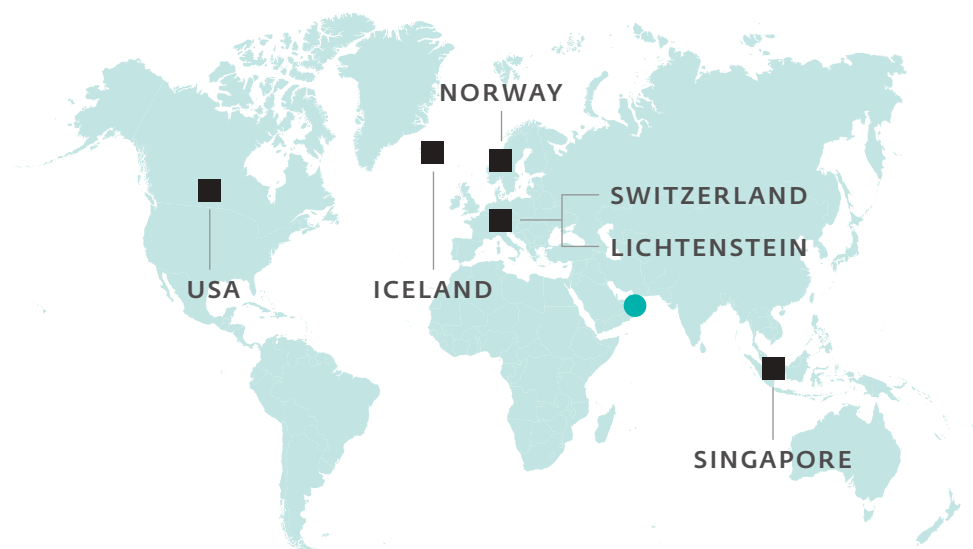 NORWAY
SWITZERLAND
LICHTENSTEIN
USA
ICELAND
SINGAPORE